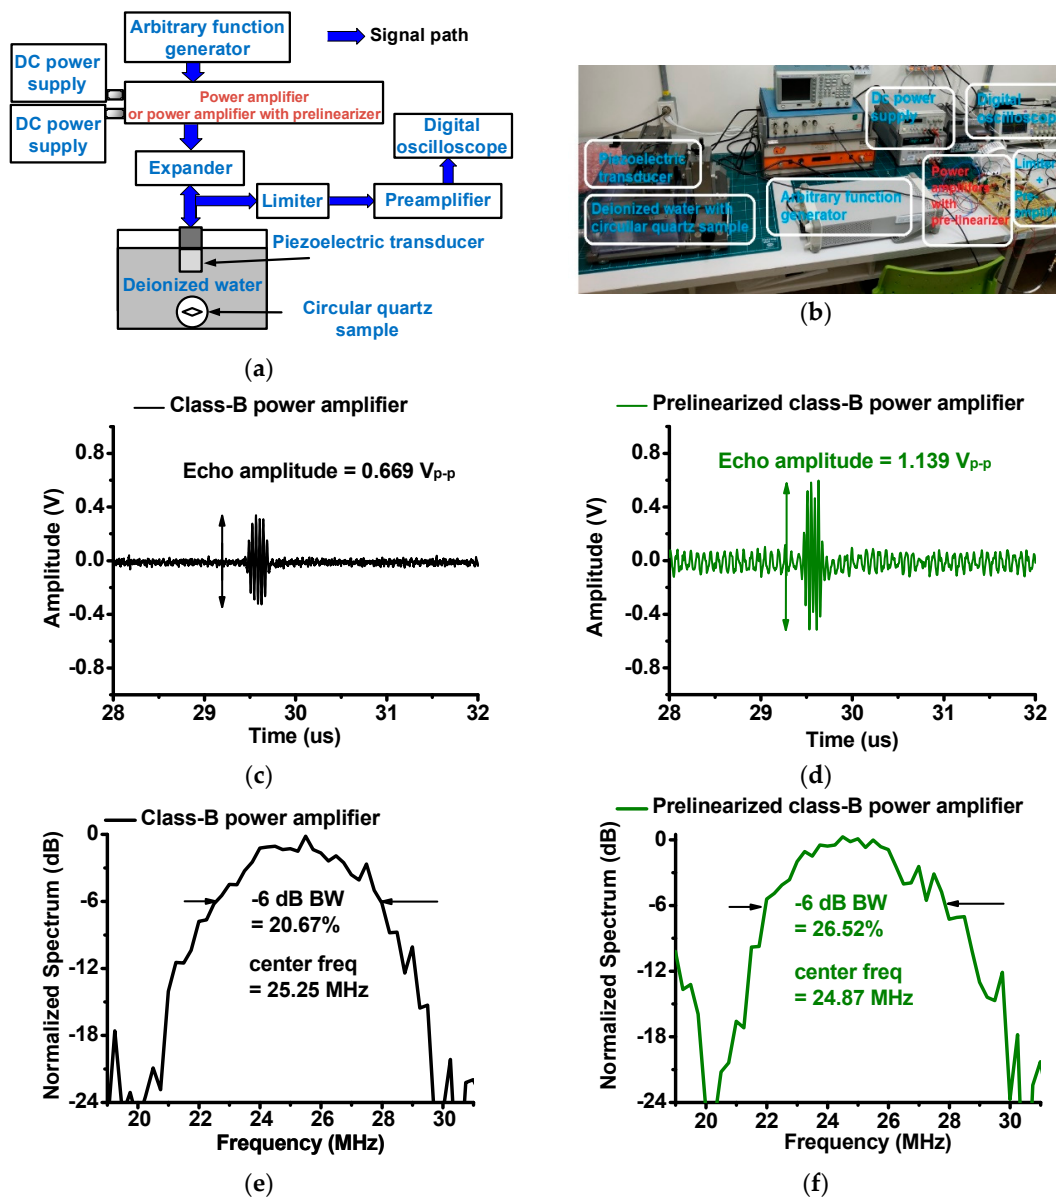 Arbitrary function
generator
Signal path
DC power
supply
Power amplifier
or power amplifier with prelinearizer
DC power
supply
Digital
oscilloscope
Expander
Limiter
Preamplifier
Piezoelectric transducer
Deionized water
Circular quartz
sample
(a)
Dc power
supply
Digital
oscilloscope
Piezoelectric
transducer
Power
amplifiers
with
pre-linearizer
Limiter
+
Deionized water with
circular quartz sample
Arbitrary function
generator
(b)
Class-B power amplifier
Echo amplitude = 0.669 Vp-p
Amplitude (V)
0.8
0.4
0.0
-0.4
-0.8
28 29 30 31 32
Time (us)
(c)
Prelinearized class-B power amplifier
Echo amplitude = 1.139 Vp-p
Amplitude (V)
0.8
0.4
0.0
-0.4
-0.8
28 29 30 31 32
Time (us)
(d)
Class-B power amplifier
Normalized Spectrum (dB)
0
-6
-12
-18
-24
-6 dB BW
= 20.67%
center freq
= 25.25 MHz
20 22 24 26 28 30
Frequency (MHz)
(e)
Prelinearized class-B power amplifier
Normalized Spectrum (dB)
0
-6
-12
-18
-24
-6 dB BW
= 26.52%
center freq
= 24.87 MHz
20 22 24 26 28 30
Frequency (MHz)
(f)